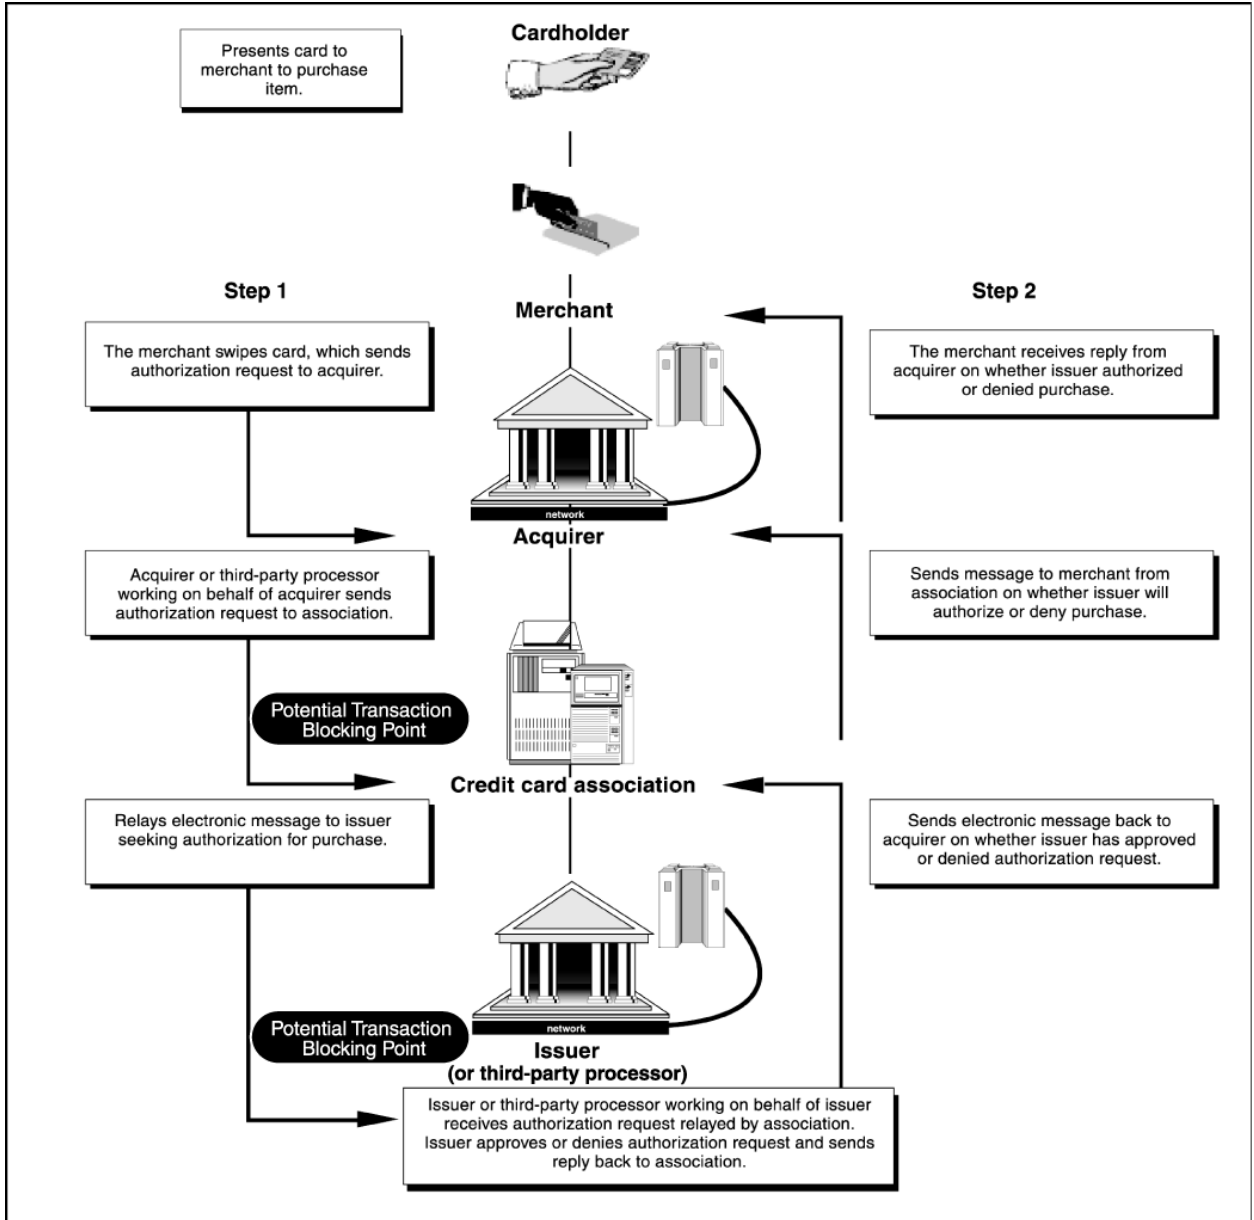 Cardholder
Presents card to
merchant to purchase
item.
Step 1
Step 2
Merchant
The merchant swipes card, which sends
authorization request to acquirer.
The merchant receives reply from
acquirer on whether issuer authorized
or denied purchase.
network
Acquirer
Acquirer or third-party processor
working on behalf of acquirer sends
authorization request to association.
Sends message to merchant from
association on whether issuer will
authorize or deny purchase.
Potential Transaction
Blocking Point
Credit card association
Relays electronic message to issuer
seeking authorization for purchase.
Sends electronic message back to
acquirer on whether issuer has approved
or denied authorization request.
network
Potential Transaction
Blocking Point
Issuer
(or third-party processor)
Issuer or third-party processor working on behalf of issuer
receives authorization request relayed by association.
Issuer approves or denies authorization request and sends
reply back to association.